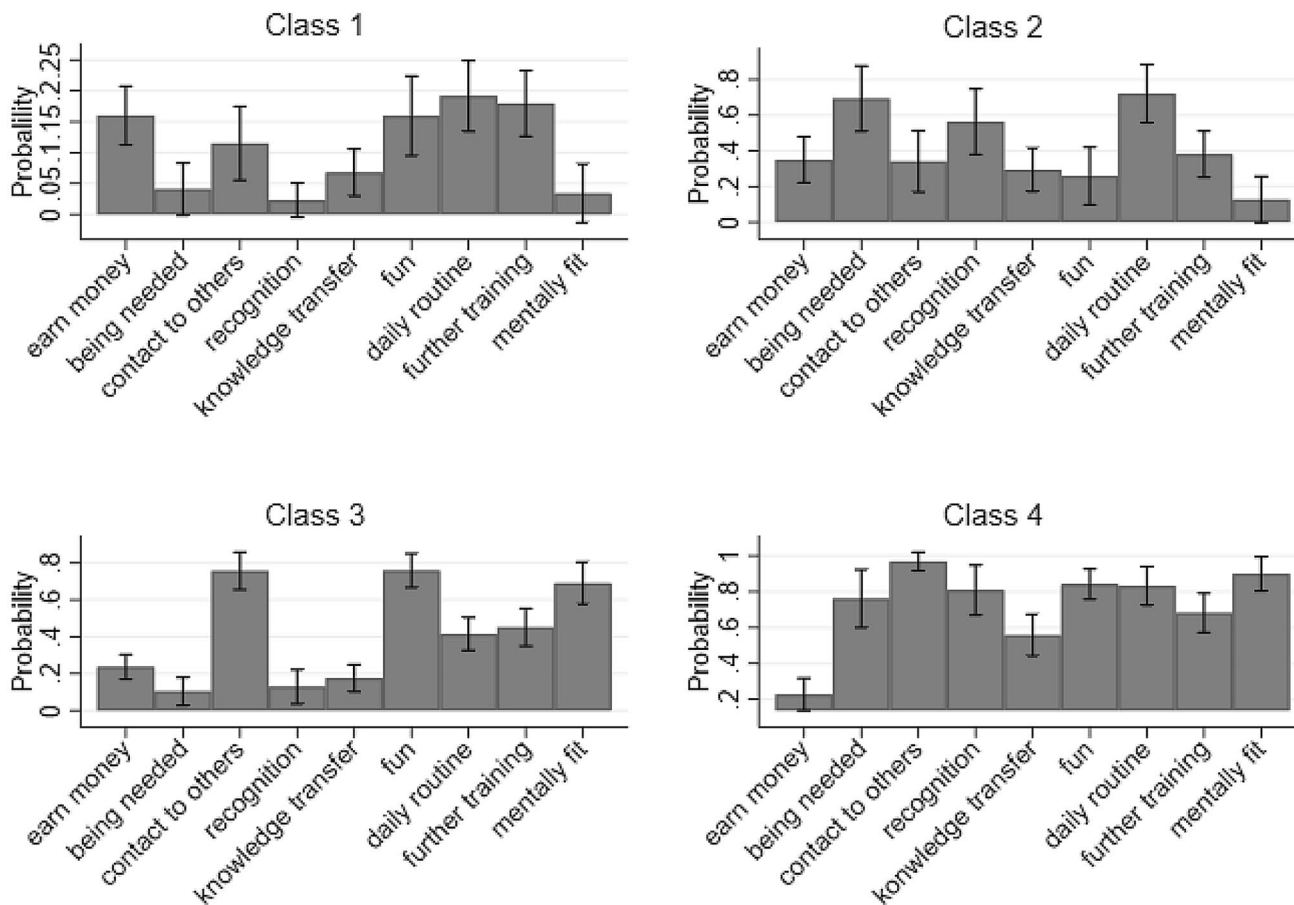 Class 1
Probalility
0 .05 .1 .15 .2 .25
earn money
being needed
contact to others
recognition
knowledge transfer
fun
daily routine
further training
mentally fit
Class 2
Probability
0 .2 .4 .6 .8
earn money
being needed
contact to others
recognition
knowledge transfer
fun
daily routine
further training
mentally fit
Class 3
Probability
0 .2 .4 .6 .8
earn money
being needed
contact to others
recognition
knowledge transfer
fun
daily routine
further training
mentally fit
Class 4
Probability
.2 .4 .6 .8 1
earn money
being needed
contact to others
recognition
konwledge transfer
fun
daily routine
further training
mentally fit